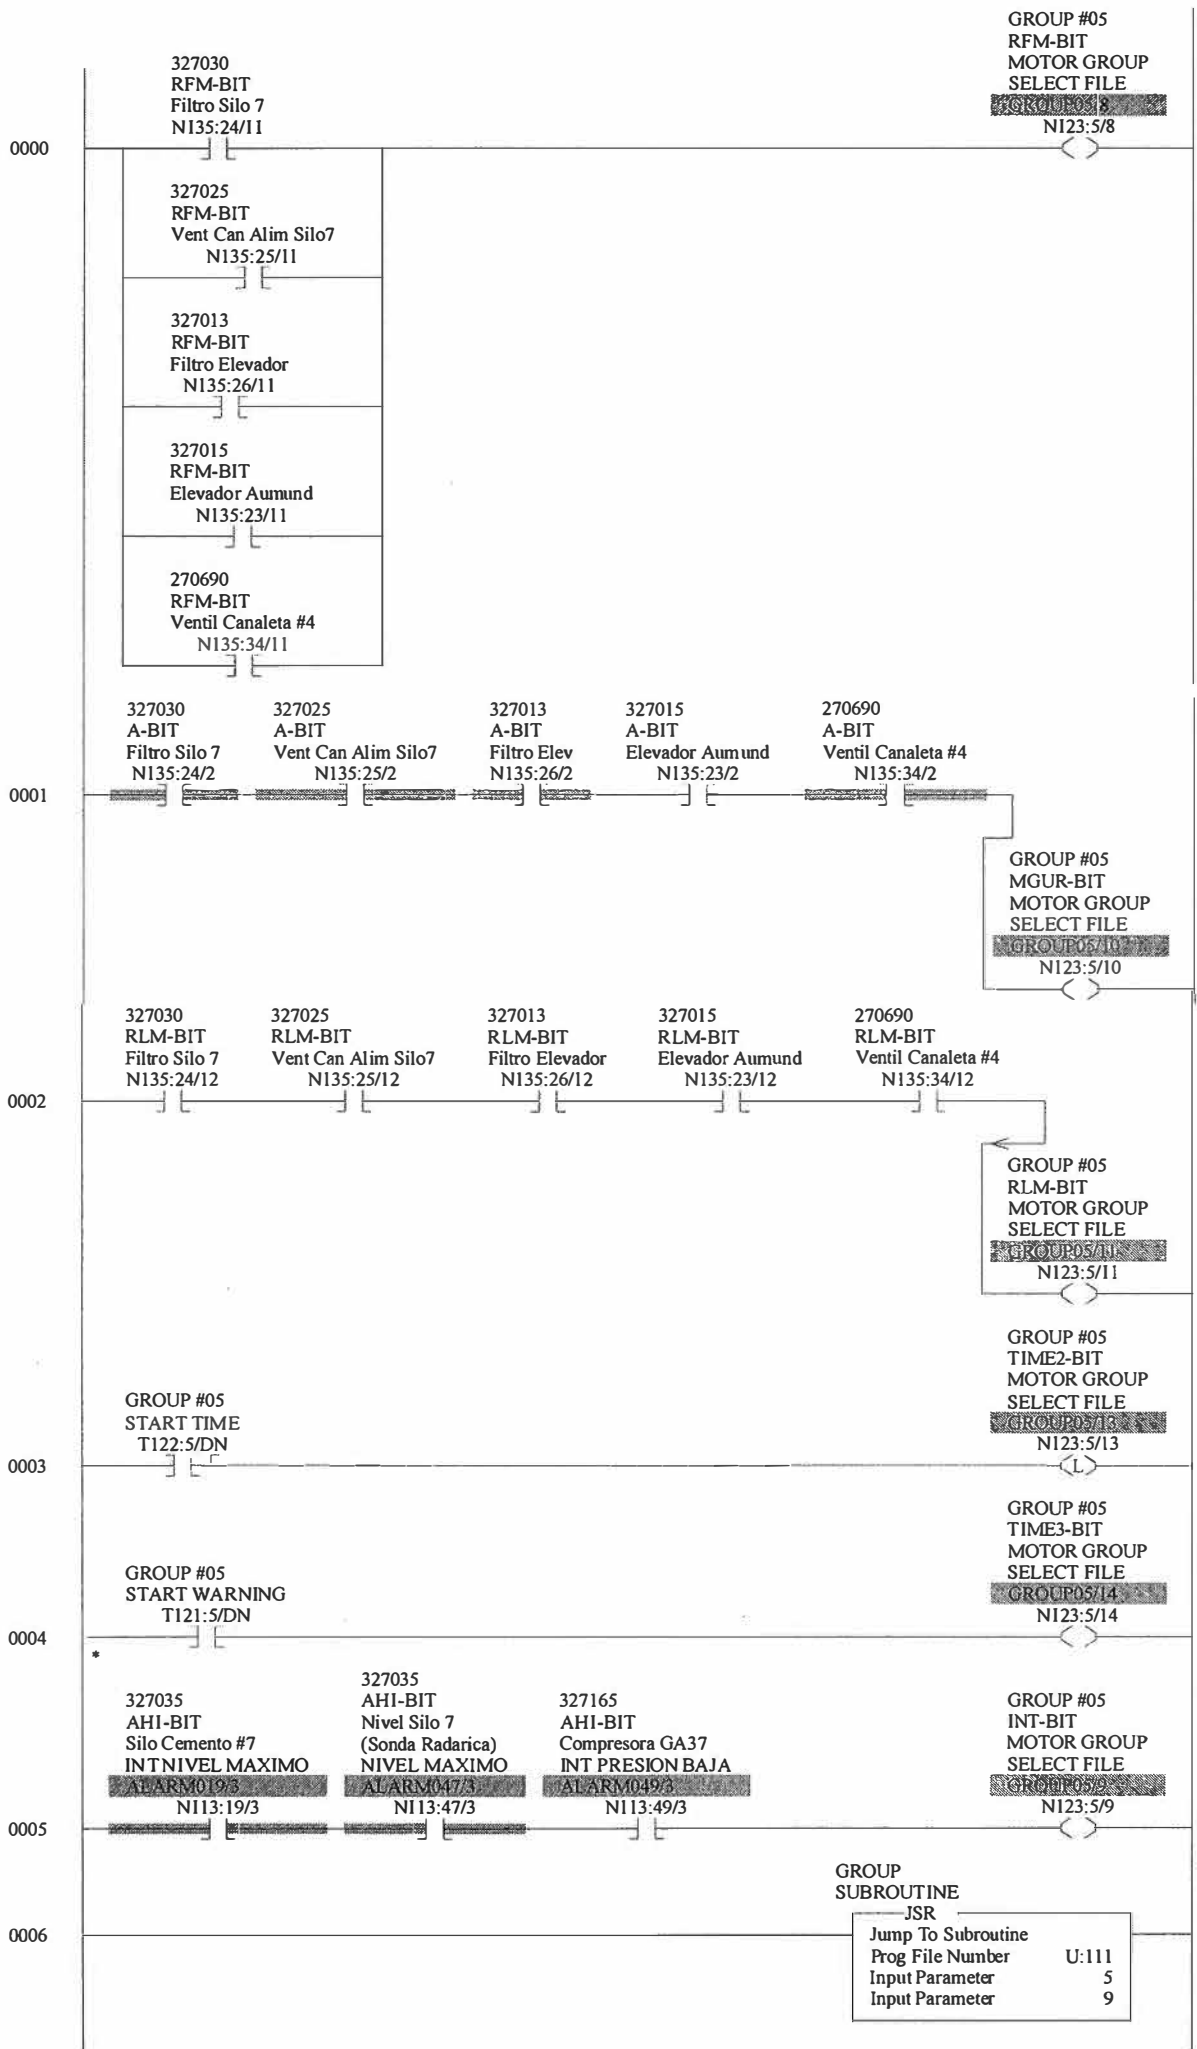 GROUP #05
RFM-BIT
MOTOR GROUP
SELECT FILE
GROUP05/8
N123:5/8
327030
RFM-BIT
Filtro Silo 7
N135:24/11
0000
327025
RFM-BIT
Vent Can Alim Silo7
N135:25/11
327013
RFM-BIT
Filtro Elevador
N135:26/11
327015
RFM-BIT
Elevador Aumund
N135:23/11
270690
RFM-BIT
Ventil Canaleta #4
N135:34/11
327030
A-BIT
Filtro Silo 7
N135:24/2
327025
A-BIT
Vent Can Alim Silo7
N135:25/2
327013
A-BIT
Filtro Elev
N135:26/2
327015
A-BIT
Elevador Aumund
N135:23/2
270690
A-BIT
Ventil Canaleta #4
N135:34/2
0001
GROUP #05
MGUR-BIT
MOTOR GROUP
SELECT FILE
GROUP05/10
N123:5/10
327030
RLM-BIT
Filtro Silo 7
N135:24/12
327025
RLM-BIT
Vent Can Alim Silo7
N135:25/12
327013
RLM-BIT
Filtro Elevador
N135:26/12
327015
RLM-BIT
Elevador Aumund
N135:23/12
270690
RLM-BIT
Ventil Canaleta #4
N135:34/12
0002
GROUP #05
RLM-BIT
MOTOR GROUP
SELECT FILE
GROUP05/11
N123:5/11
GROUP #05
TIME2-BIT
MOTOR GROUP
SELECT FILE
GROUP05/13
N123:5/13
GROUP #05
START TIME
T122:5/DN
0003
L
GROUP #05
TIME3-BIT
MOTOR GROUP
SELECT FILE
GROUP05/14
N123:5/14
GROUP #05
START WARNING
T121:5/DN
0004
*
327035
AHI-BIT
Silo Cemento #7
INT NIVEL MAXIMO
ALARM019/3
N113:19/3
327035
AHI-BIT
Nivel Silo 7
(Sonda Radarica)
NIVEL MAXIMO
ALARM047/3
N113:47/3
327165
AHI-BIT
Compresora GA37
INT PRESION BAJA
ALARM049/3
N113:49/3
GROUP #05
INT-BIT
MOTOR GROUP
SELECT FILE
GROUP05/9
N123:5/9
0005
GROUP
SUBROUTINE
JSR
0006
Jump To Subroutine
Prog File Number U:111
Input Parameter 5
Input Parameter 9